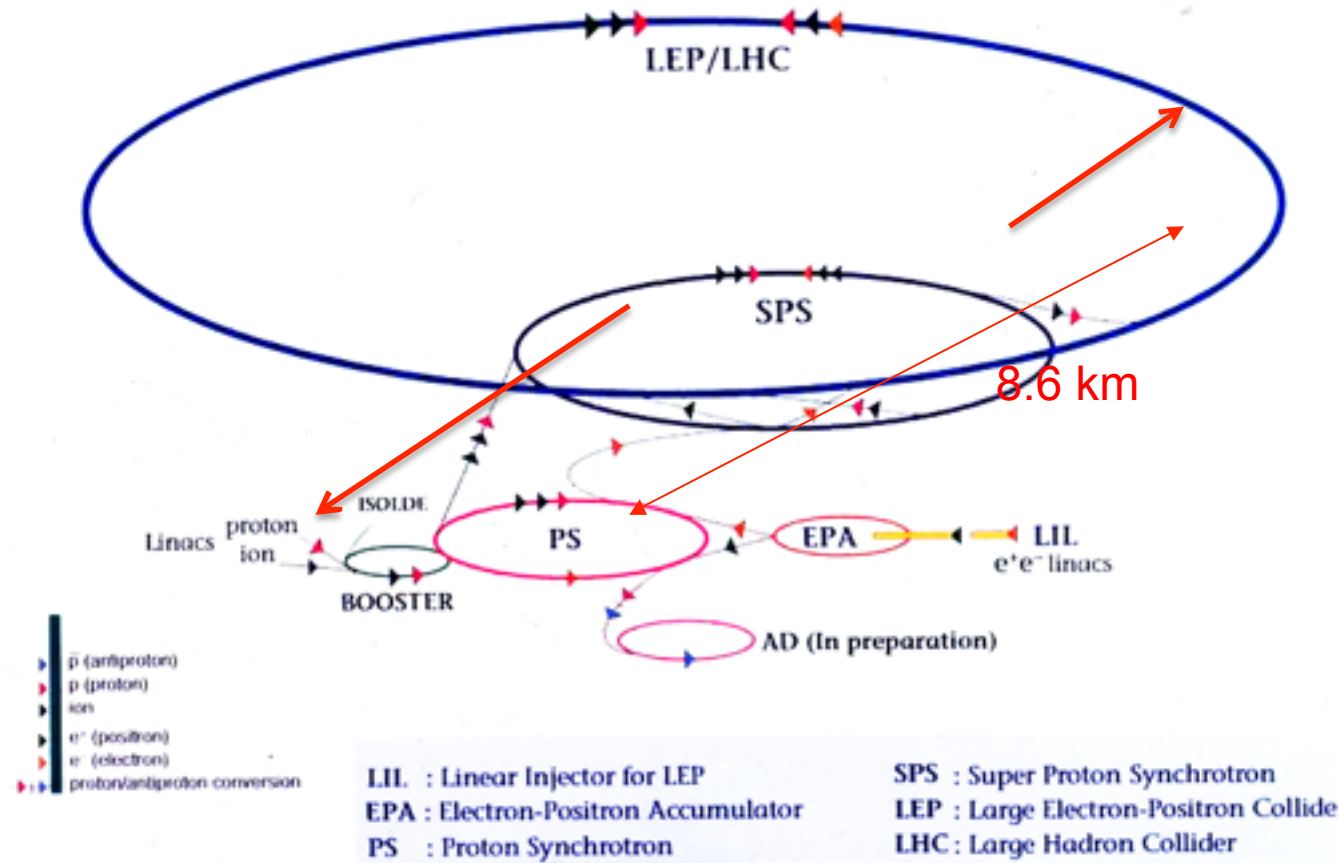 LEP/LHC
SPS
8.6 km
ISOLDE
Linacs
proton
ion
PS
EPA
LIL
e⁺e⁻ linacs
BOOSTER
AD (In preparation)
p̄ (antiproton)
p (proton)
ion
e⁺ (positron)
e⁻ (electron)
proton/antiproton conversion
LIL : Linear Injector for LEP
EPA : Electron-Positron Accumulator
PS : Proton Synchrotron
SPS : Super Proton Synchrotron
LEP : Large Electron-Positron Collide
LHC : Large Hadron Collider